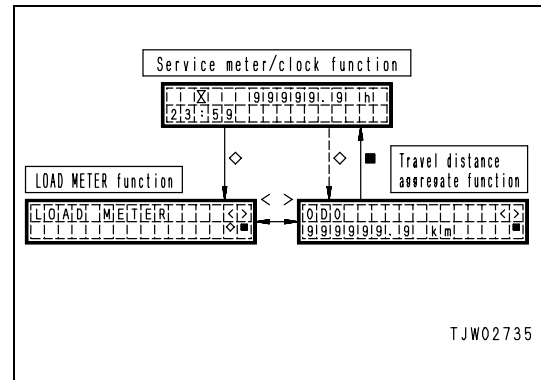 Service meter/clock function
⧖ 99999.9 h
23:59
◇ ◇ ■
LOAD METER function
Travel distance
aggregate function
< >
LOAD METER <>
◇■
ODO <>
999999.9 km ■
TJW02735